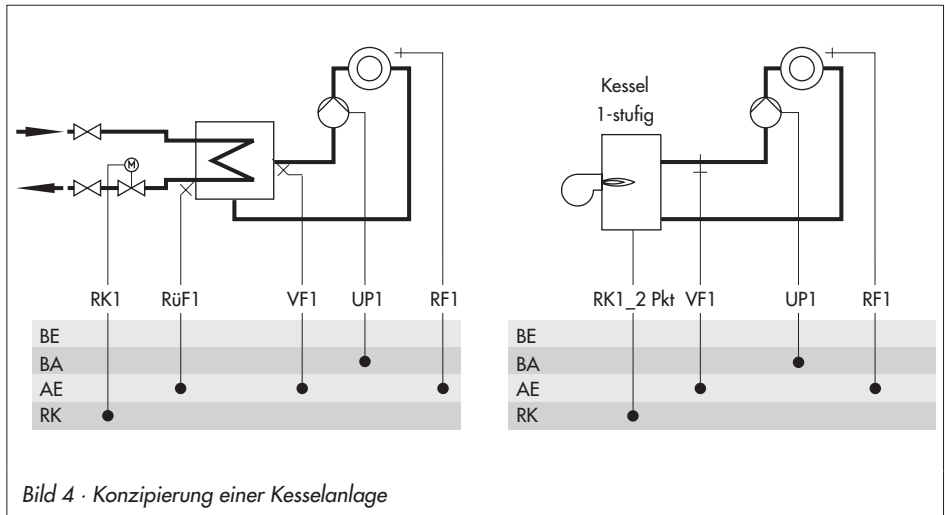 Kessel
1-stufig
M
RK1 RüF1 VF1 UP1 RF1
RK1_2 Pkt VF1 UP1 RF1
BE
BA
AE
RK
BE
BA
AE
RK
Bild 4 · Konzipierung einer Kesselanlage